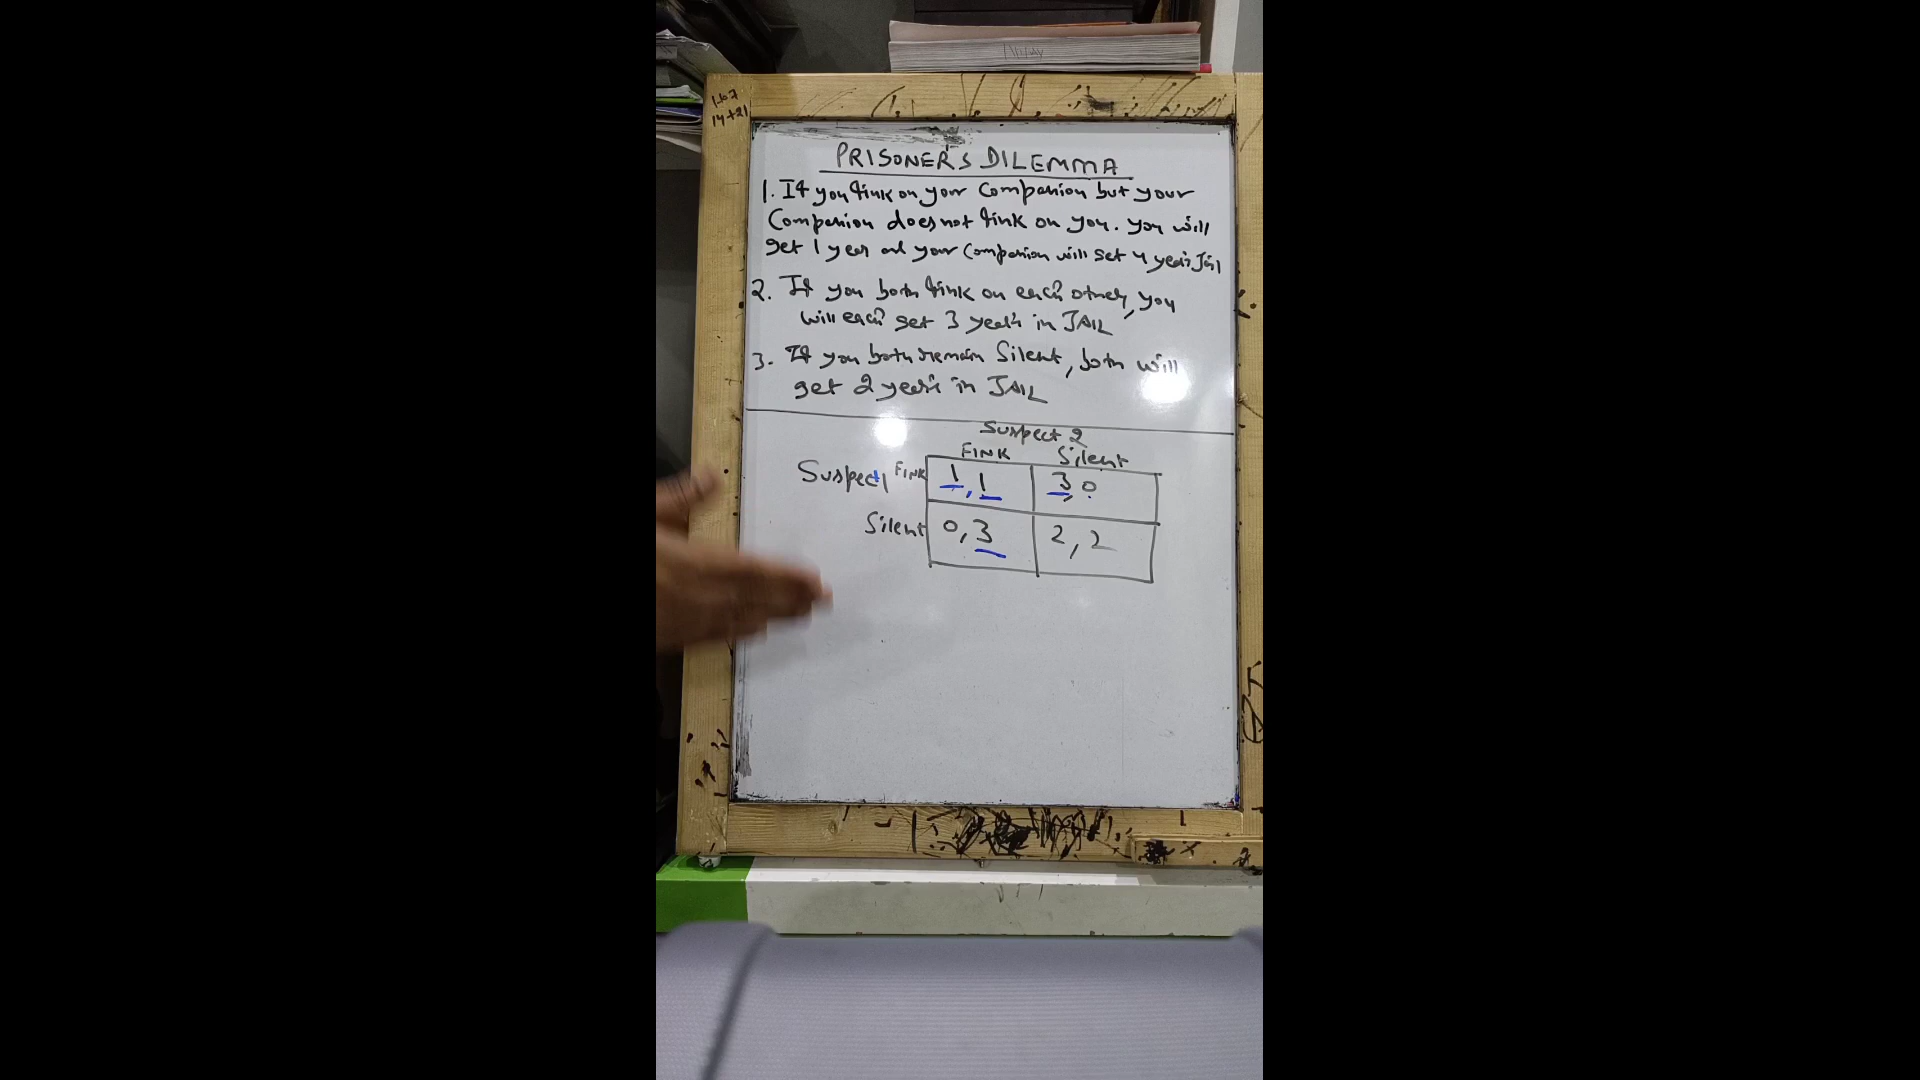 1to7
14+21
PRISONER'S DILEMMA
1. If you fink on your Companion but your
Companion does not fink on you. you will
get 1 year and your Companion will get 4 years Jail
2. If you both fink on each other, you
will each get 3 years in JAIL
3. If you both remain Silent, both will
get 2 years in JAIL
Suspect 2
FINK Silent
Suspect 1 FINK 1, 1 3, 0
Silent 0, 3 2, 2